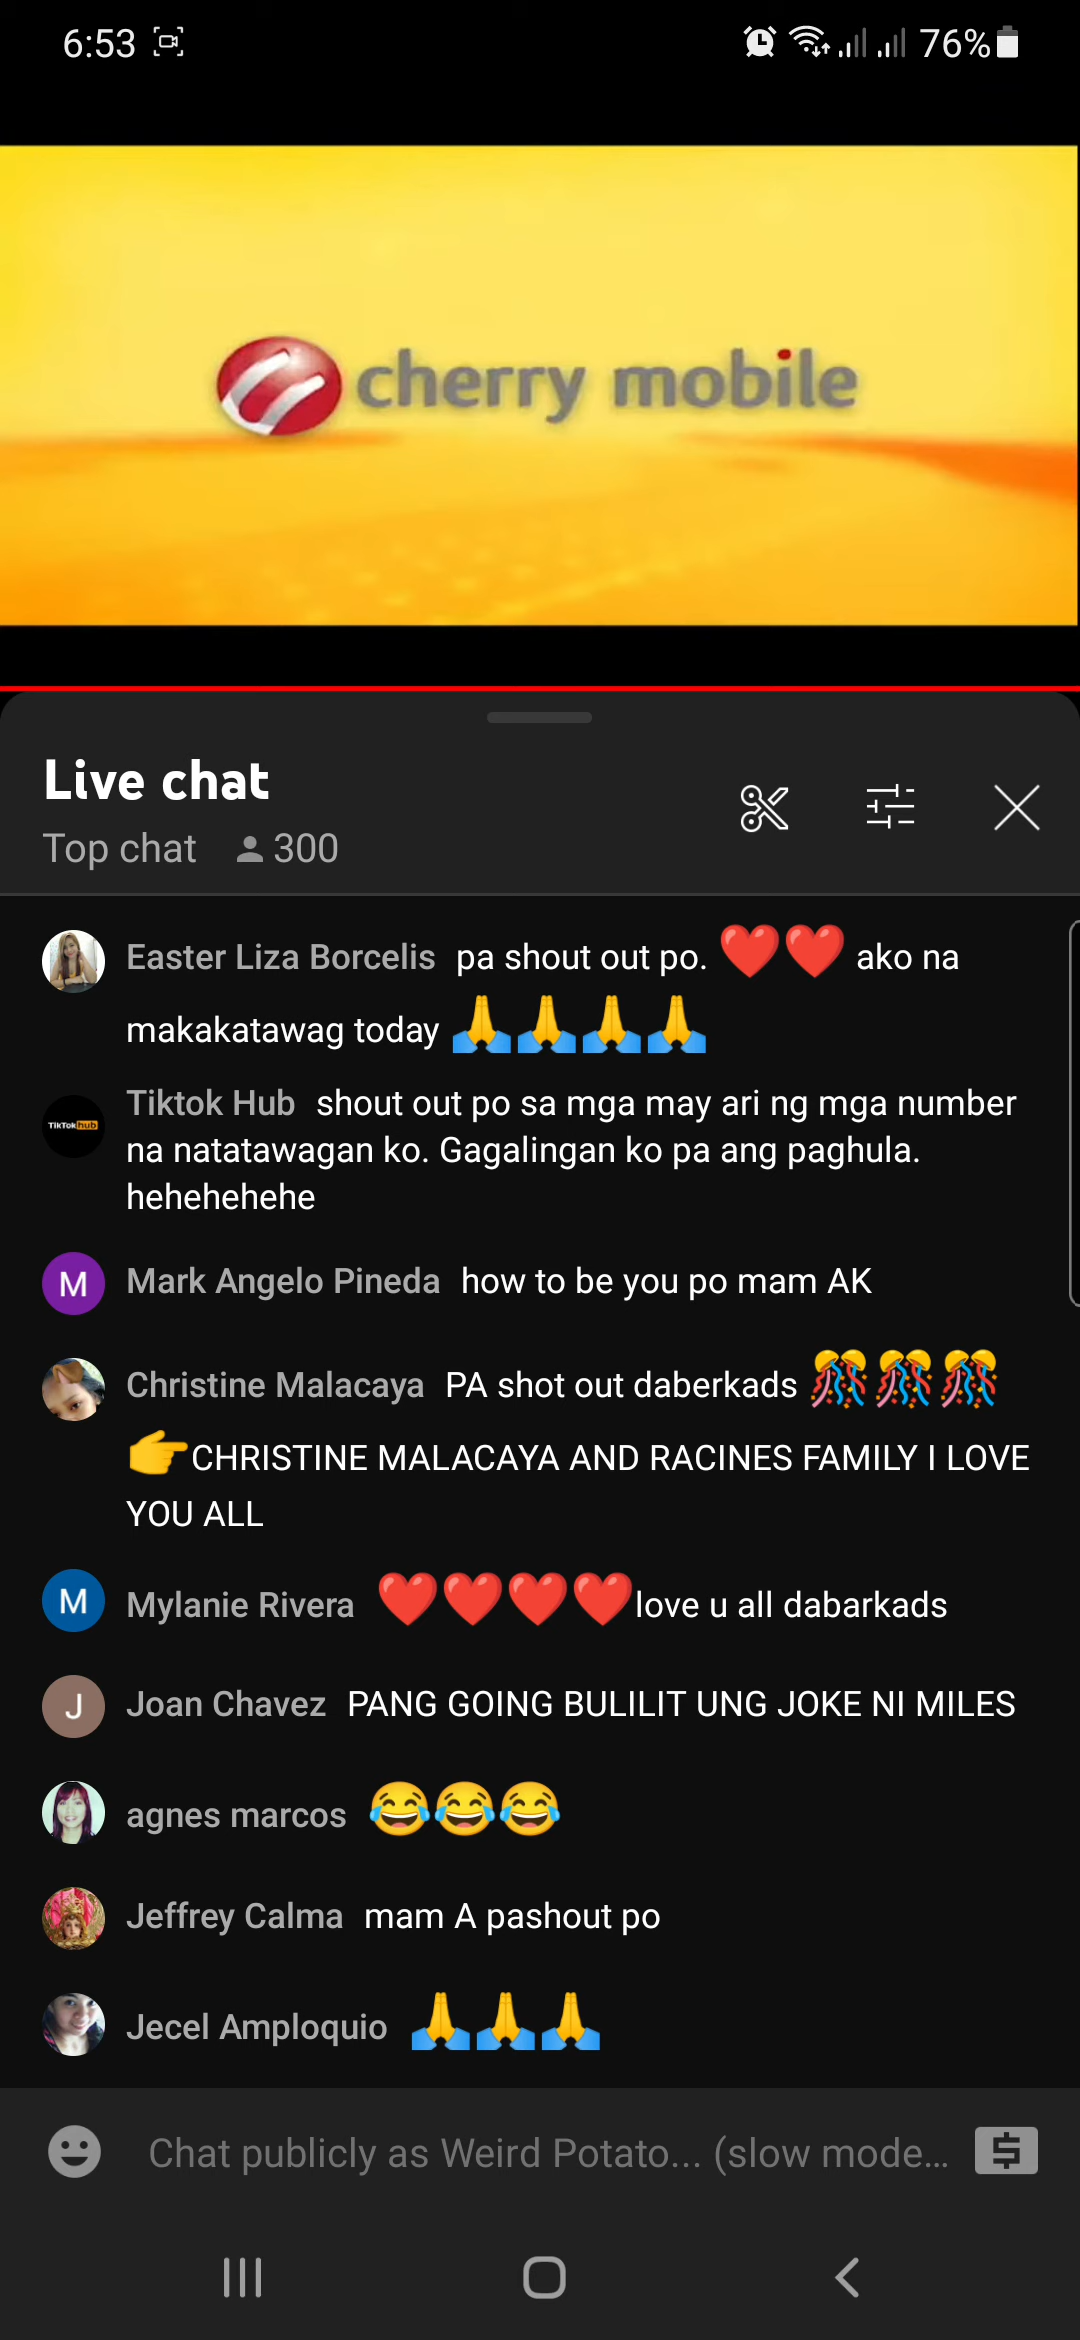 6:53
76%
cherry mobile
Live chat
Top chat 300
Easter Liza Borcelis pa shout out po. ❤️❤️ ako na
makakatawag today 🙏🙏🙏🙏
TikTok hub
Tiktok Hub shout out po sa mga may ari ng mga number
na natatawagan ko. Gagalingan ko pa ang paghula.
hehehehehe
M
Mark Angelo Pineda how to be you po mam AK
Christine Malacaya PA shot out daberkads 🎊🎊🎊
👉CHRISTINE MALACAYA AND RACINES FAMILY I LOVE
YOU ALL
M
Mylanie Rivera ❤️❤️❤️❤️love u all dabarkads
J
Joan Chavez PANG GOING BULILIT UNG JOKE NI MILES
agnes marcos 😂😂😂
Jeffrey Calma mam A pashout po
Jecel Amploquio 🙏🙏🙏
Chat publicly as Weird Potato... (slow mode...